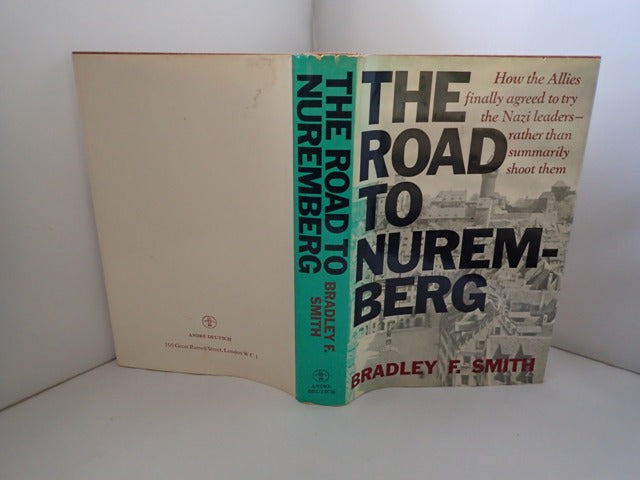 THE
ROAD
TO
NUREM-
BERG
How the Allies
finally agreed to try
the Nazi leaders—
rather than
summarily
shoot them
BRADLEY F. SMITH
THE ROAD TO
NUREMBERG
BRADLEY F.
SMITH
ANDRE
DEUTSCH
ANDRE DEUTSCH
105 Great Russell Street, London W C 1